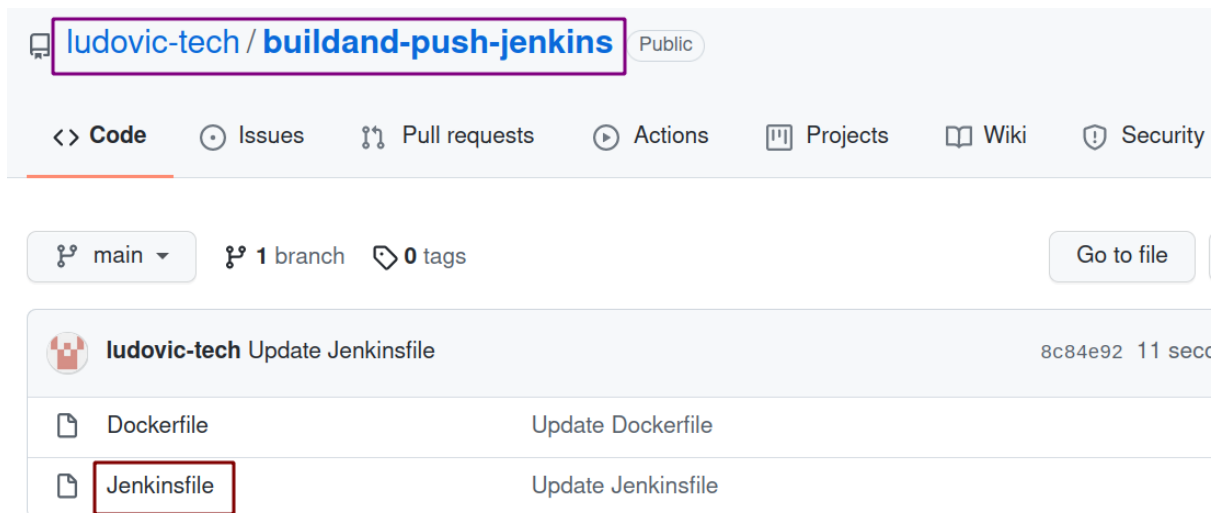 ludovic-tech / buildand-push-jenkins Public
Code Issues Pull requests Actions Projects Wiki Security
main 1 branch 0 tags Go to file
ludovic-tech Update Jenkinsfile 8c84e92 11
Dockerfile Update Dockerfile
Jenkinsfile Update Jenkinsfile